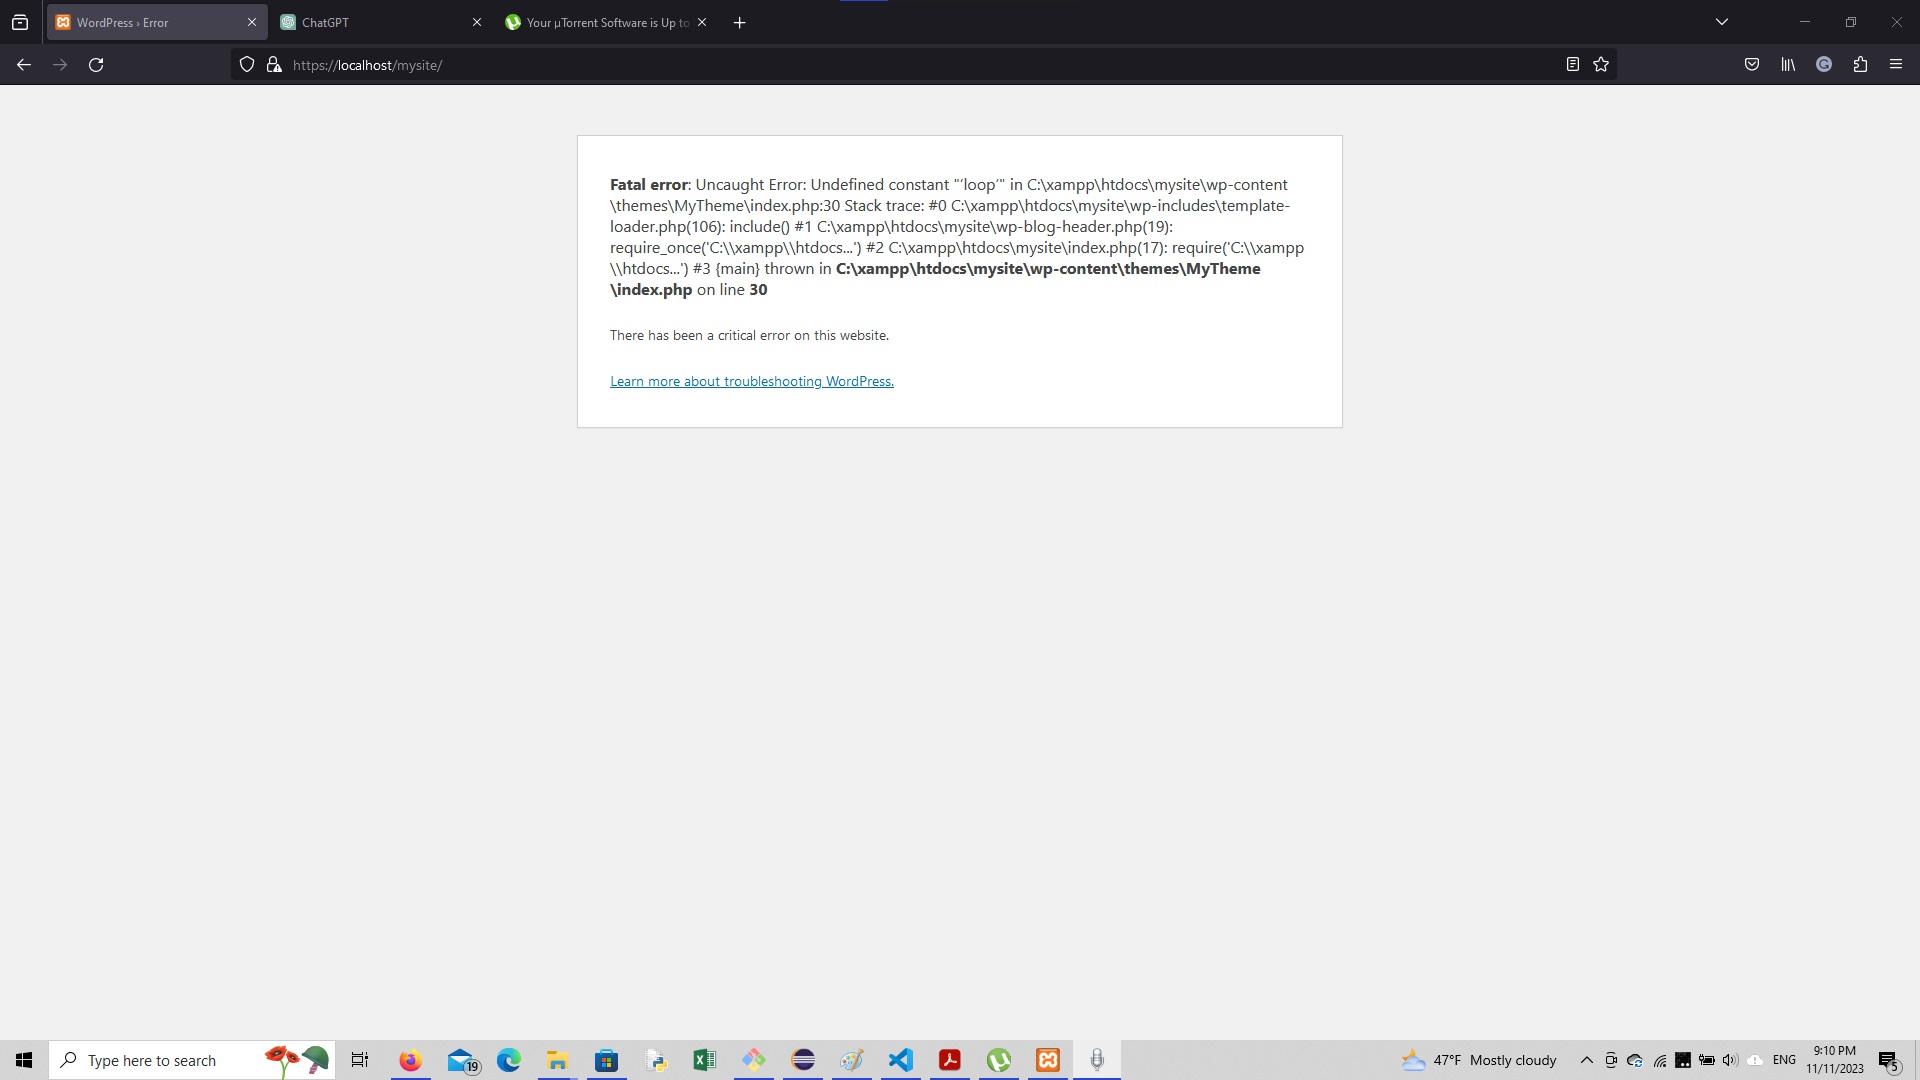 WordPress › Error
ChatGPT
Your µTorrent Software is Up to
https://localhost/mysite/
Fatal error: Uncaught Error: Undefined constant "‘loop’" in C:\xampp\htdocs\mysite\wp-content
\themes\MyTheme\index.php:30 Stack trace: #0 C:\xampp\htdocs\mysite\wp-includes\template-
loader.php(106): include() #1 C:\xampp\htdocs\mysite\wp-blog-header.php(19):
require_once('C:\\xampp\\htdocs...') #2 C:\xampp\htdocs\mysite\index.php(17): require('C:\\xampp
\\htdocs...') #3 {main} thrown in C:\xampp\htdocs\mysite\wp-content\themes\MyTheme
\index.php on line 30
There has been a critical error on this website.
Learn more about troubleshooting WordPress.
Type here to search
19
47°F Mostly cloudy
ENG
9:10 PM
11/11/2023
5